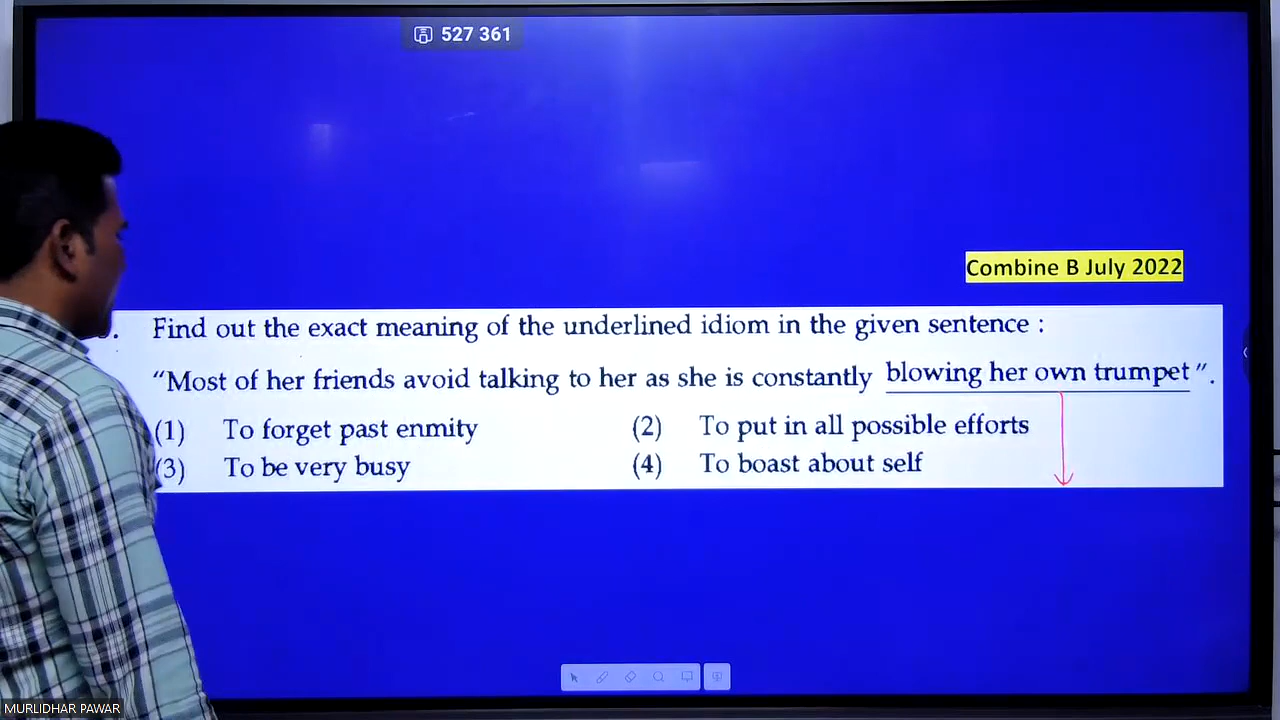 527 361
Combine B July 2022
Find out the exact meaning of the underlined idiom in the given sentence :
“Most of her friends avoid talking to her as she is constantly blowing her own trumpet”.
(1) To forget past enmity (2) To put in all possible efforts
(3) To be very busy (4) To boast about self
MURLIDHAR PAWAR